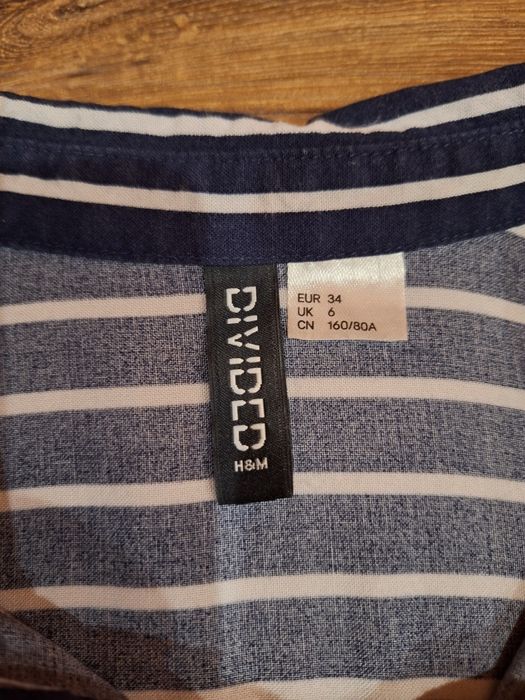 DIVIDED
H&M
EUR 34
UK 6
CN 160/80A